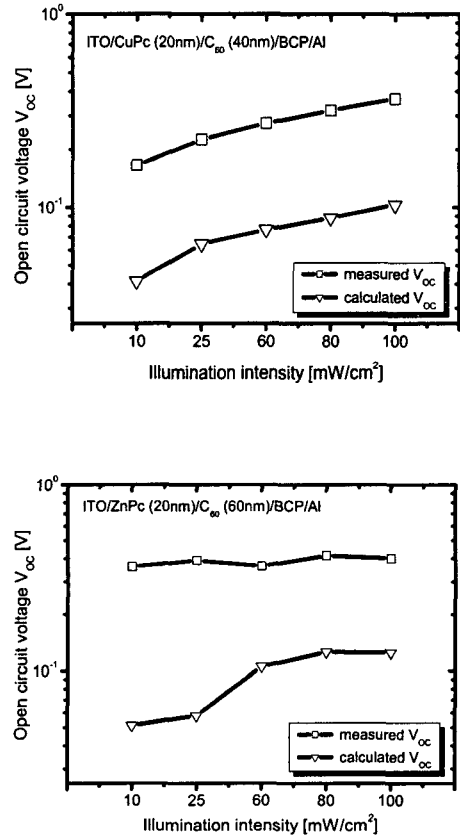 10⁰
ITO/CuPc (20nm)/C₆₀ (40nm)/BCP/Al
Open circuit voltage V_OC [V]
10⁻¹
measured V_OC
calculated V_OC
10 25 60 80 100
Illumination intensity [mW/cm²]
10⁰
ITO/ZnPc (20nm)/C₆₀ (60nm)/BCP/Al
Open circuit voltage V_OC [V]
10⁻¹
measured V_OC
calculated V_OC
10 25 60 80 100
Illumination intensity [mW/cm²]